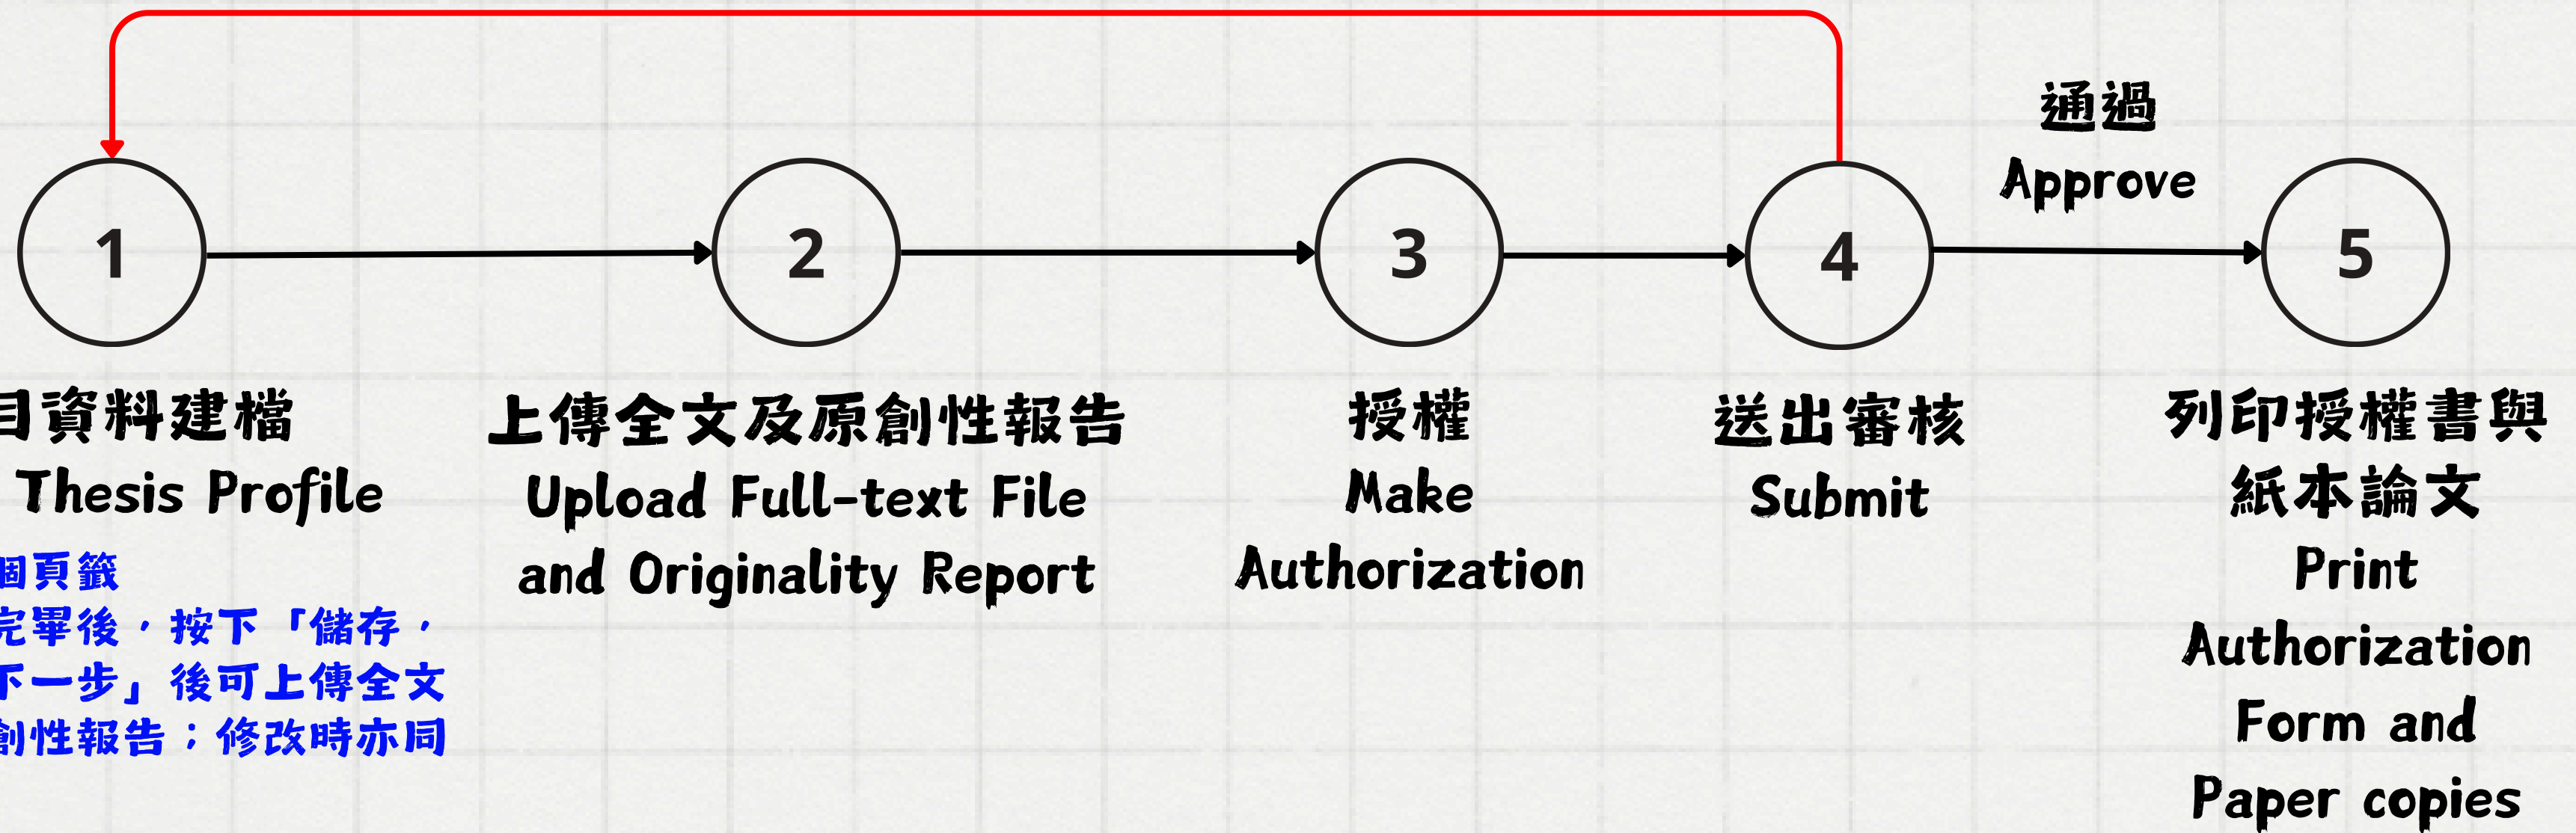 通過
Approve
1
2
3
4
5
目資料建檔
Thesis Profile
個頁籤
完畢後，按下「儲存，
下一步」後可上傳全文
創性報告；修改時亦同
上傳全文及原創性報告
Upload Full-text File
and Originality Report
授權
Make
Authorization
送出審核
Submit
列印授權書與
紙本論文
Print
Authorization
Form and
Paper copies